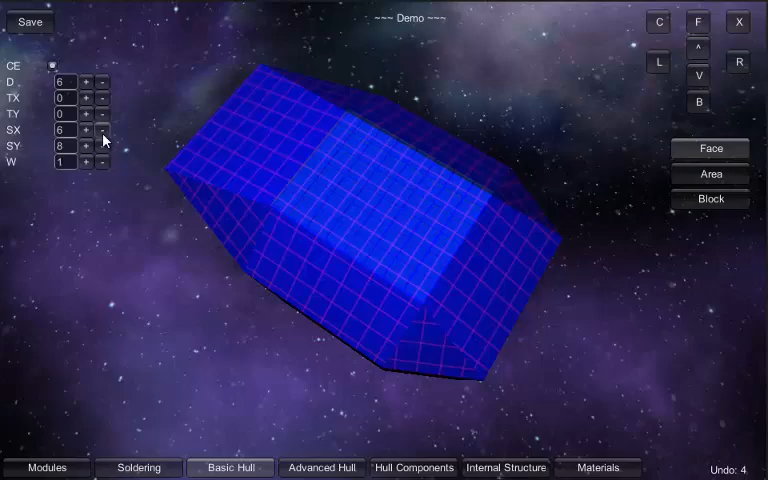 Save
~~~ Demo ~~~
C F X
^
L R
V
B
CE
D 6 + -
TX 0 + -
TY 0 + -
SX 6 + -
SY 8 + -
W 1 + -
Face
Area
Block
Modules Soldering Basic Hull Advanced Hull Hull Components Internal Structure Materials
Undo: 4